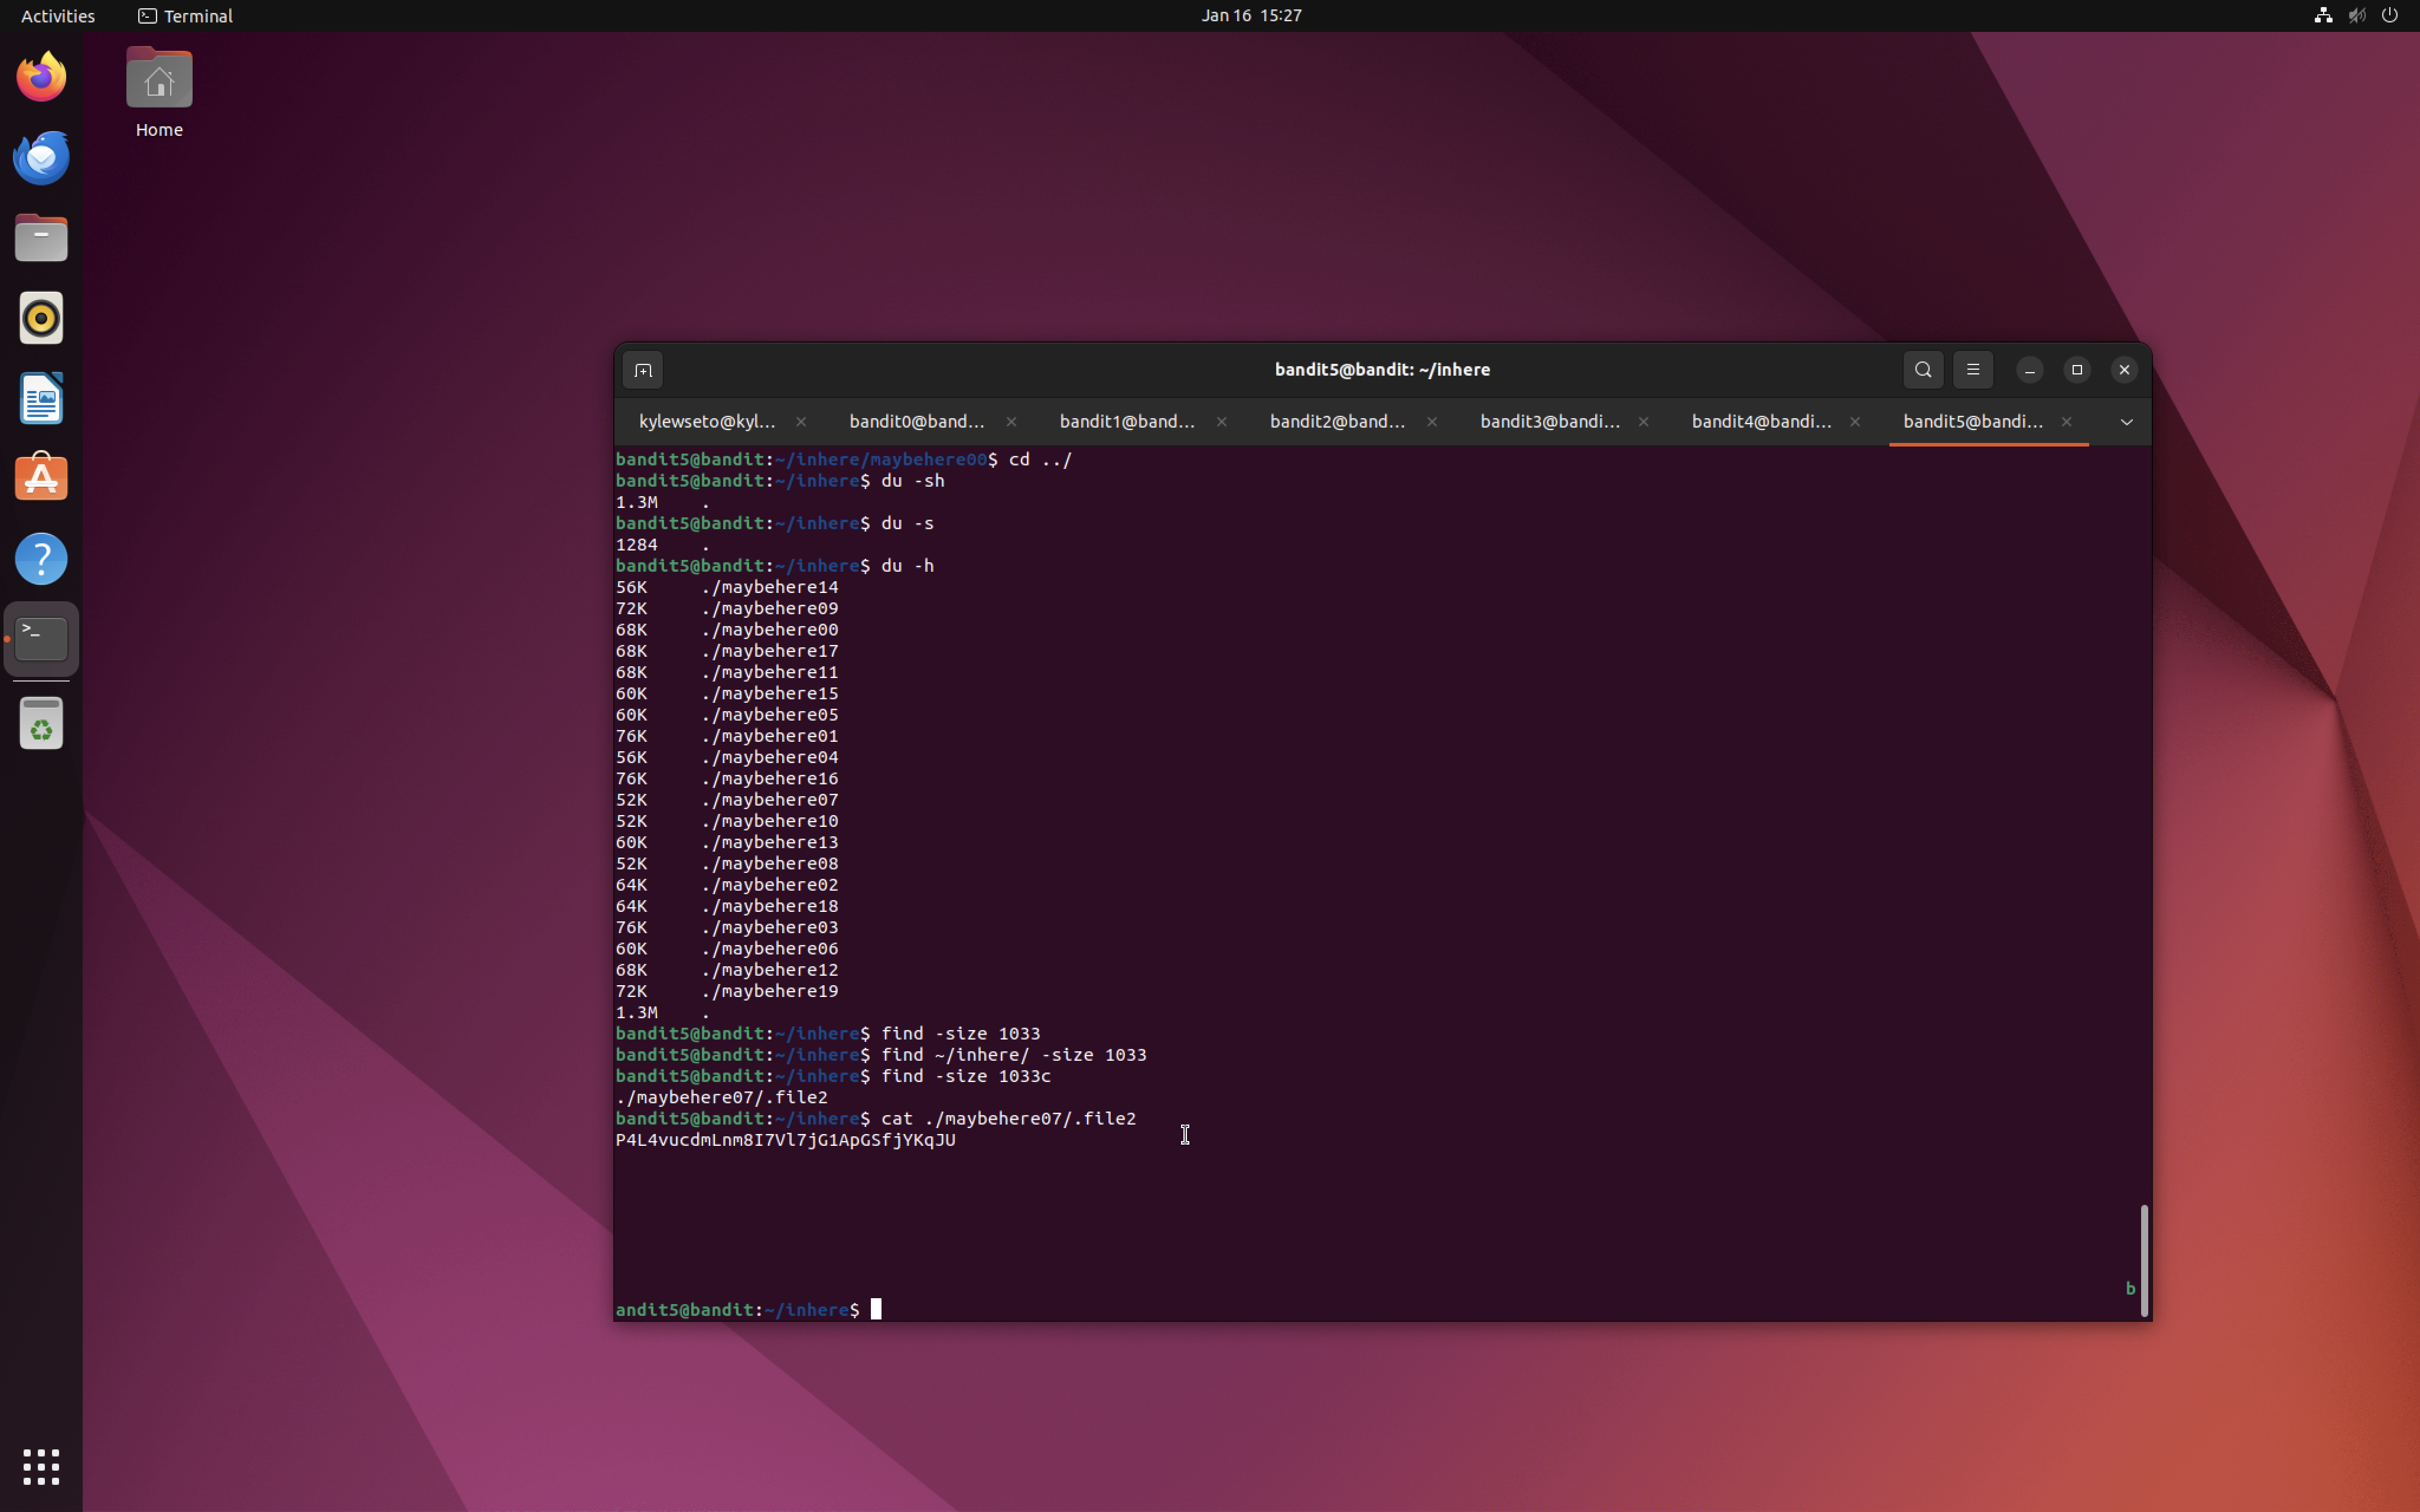 Activities
Terminal
Jan 16 15:27
Home
bandit5@bandit: ~/inhere
kylewseto@kyl...
bandit0@band...
bandit1@band...
bandit2@band...
bandit3@bandi...
bandit4@bandi...
bandit5@bandi...
bandit5@bandit:~/inhere/maybehere00$ cd ../
bandit5@bandit:~/inhere$ du -sh
1.3M .
bandit5@bandit:~/inhere$ du -s
1284 .
bandit5@bandit:~/inhere$ du -h
56K ./maybehere14
72K ./maybehere09
68K ./maybehere00
68K ./maybehere17
68K ./maybehere11
60K ./maybehere15
60K ./maybehere05
76K ./maybehere01
56K ./maybehere04
76K ./maybehere16
52K ./maybehere07
52K ./maybehere10
60K ./maybehere13
52K ./maybehere08
64K ./maybehere02
64K ./maybehere18
76K ./maybehere03
60K ./maybehere06
68K ./maybehere12
72K ./maybehere19
1.3M .
bandit5@bandit:~/inhere$ find -size 1033
bandit5@bandit:~/inhere$ find ~/inhere/ -size 1033
bandit5@bandit:~/inhere$ find -size 1033c
./maybehere07/.file2
bandit5@bandit:~/inhere$ cat ./maybehere07/.file2
P4L4vucdmLnm8I7Vl7jG1ApGSfjYKqJU
b
andit5@bandit:~/inhere$